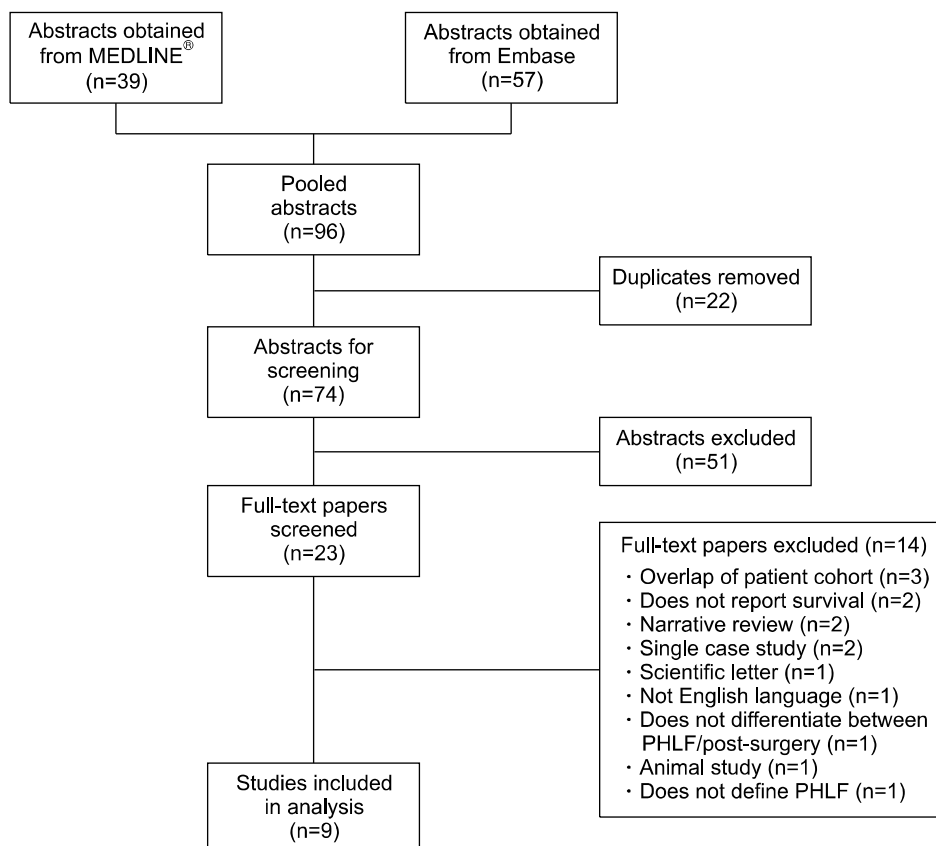 Abstracts obtained
from MEDLINE®
(n=39)
Abstracts obtained
from Embase
(n=57)
Pooled
abstracts
(n=96)
Duplicates removed
(n=22)
Abstracts for
screening
(n=74)
Abstracts excluded
(n=51)
Full-text papers
screened
(n=23)
Full-text papers excluded (n=14)
· Overlap of patient cohort (n=3)
· Does not report survival (n=2)
· Narrative review (n=2)
· Single case study (n=2)
· Scientific letter (n=1)
· Not English language (n=1)
· Does not differentiate between
PHLF/post-surgery (n=1)
· Animal study (n=1)
· Does not define PHLF (n=1)
Studies included
in analysis
(n=9)